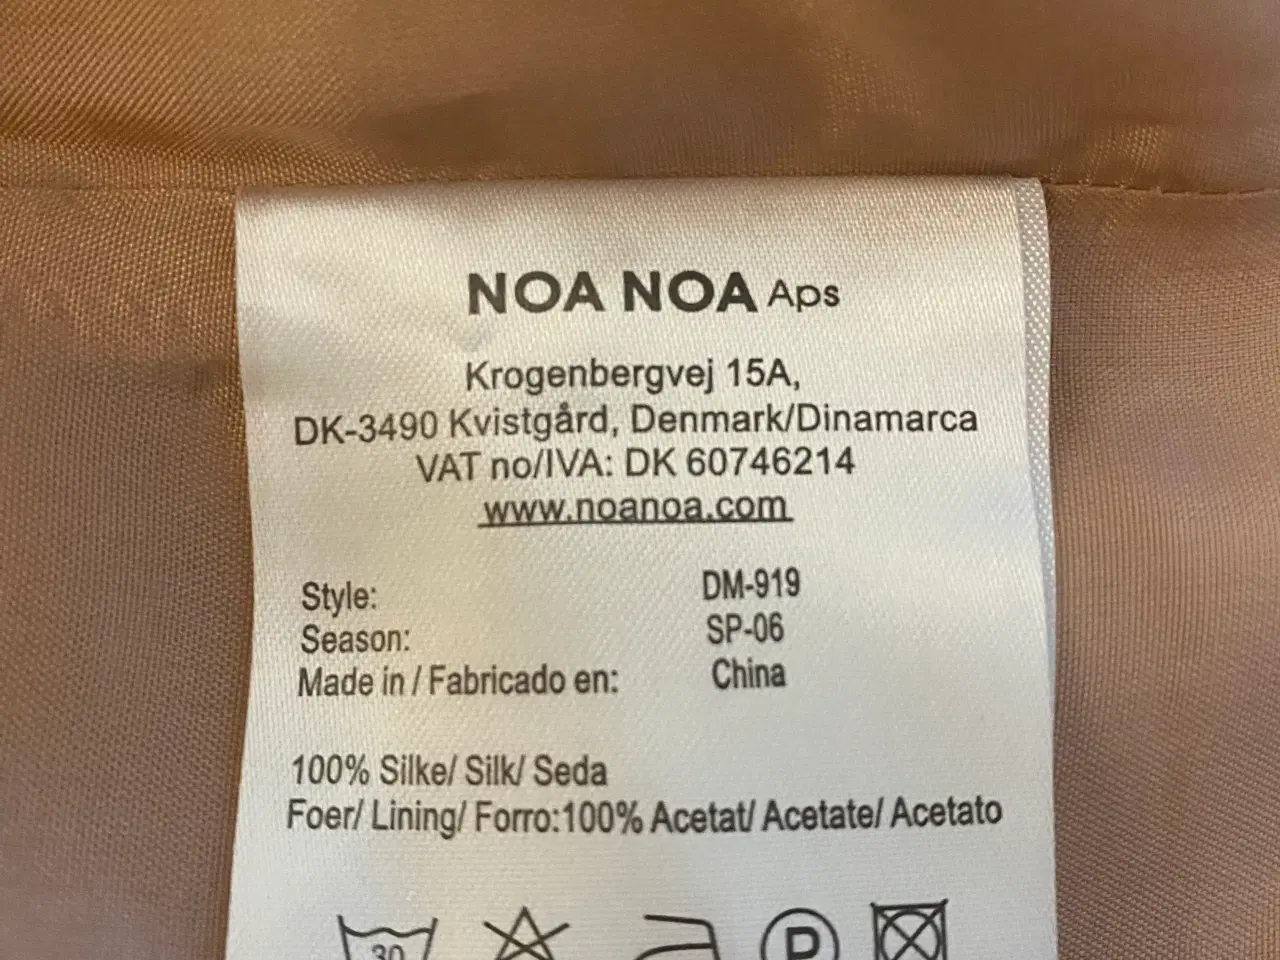 NOA NOA Aps
Krogenbergvej 15A,
DK-3490 Kvistgård, Denmark/Dinamarca
VAT no/IVA: DK 60746214
www.noanoa.com
Style: DM-919
Season: SP-06
Made in / Fabricado en: China
100% Silke/ Silk/ Seda
Foer/ Lining/ Forro:100% Acetat/ Acetate/ Acetato
30 P